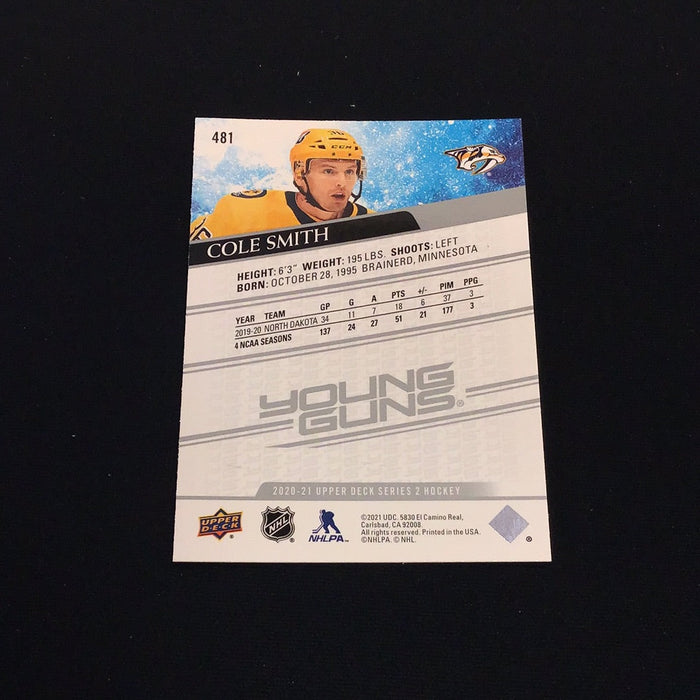 481
CCM
COLE SMITH
HEIGHT: 6'3" WEIGHT: 195 LBS. SHOOTS: LEFT
BORN: OCTOBER 28, 1995 BRAINERD, MINNESOTA
YEAR TEAM GP G A PTS +/- PIM PPG
2019-20 NORTH DAKOTA 34 11 7 18 6 37 3
4 NCAA SEASONS 137 24 27 51 21 177 3
YOUNG
GUNS®
2020-21 UPPER DECK SERIES 2 HOCKEY
UPPER
DECK
®
NHL
®
NHLPA™
©2021 UDC. 5830 El Camino Real,
Carlsbad, CA 92008.
All rights reserved. Printed in the USA.
©NHLPA. © NHL.
®